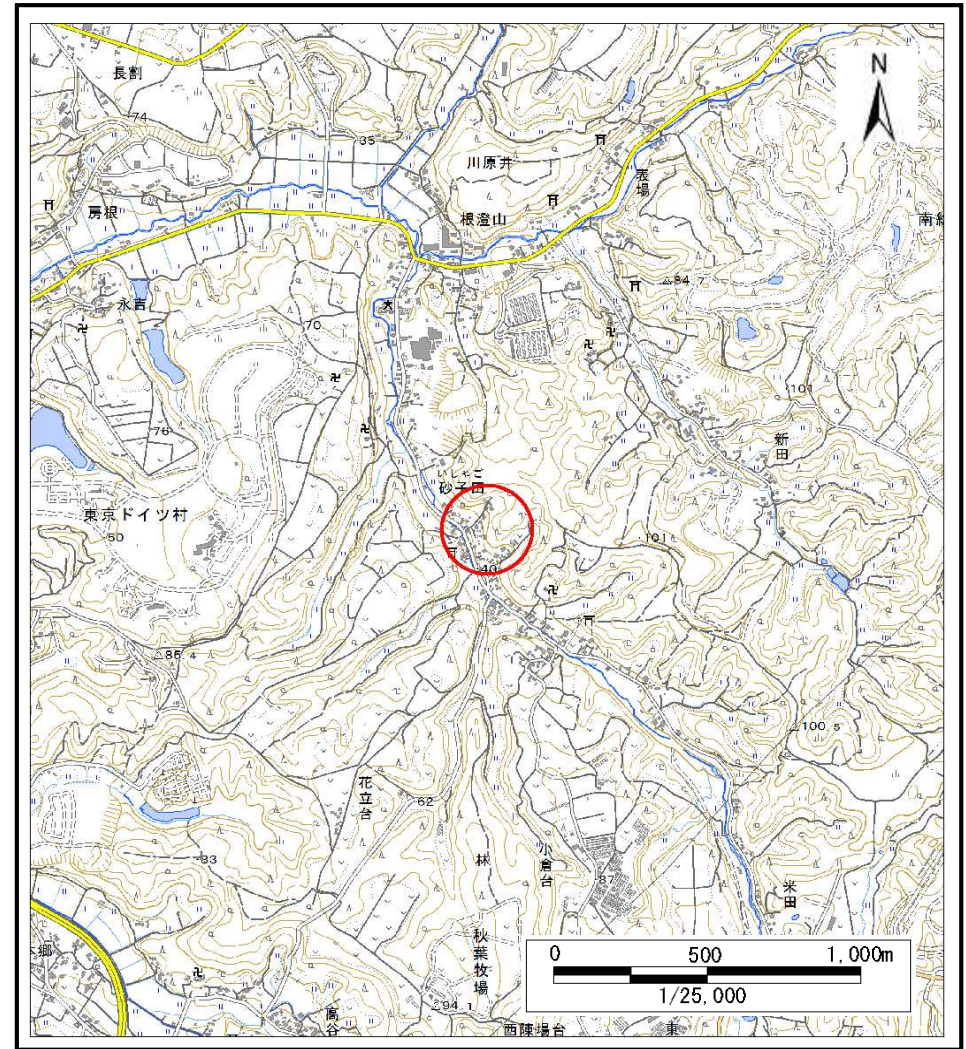 長割
74
35
川原井
N
表場
房根
根澄山
84.7
永吉
70
76
101
新田
いしゃご
砂子田
東京ドイツ村
50
101
40
85.4
100.5
花立台
62
林
小倉台
83
87
米田
秋葉牧場
94.1
高谷
西陣場台
東
0 500 1,000m
1/25,000